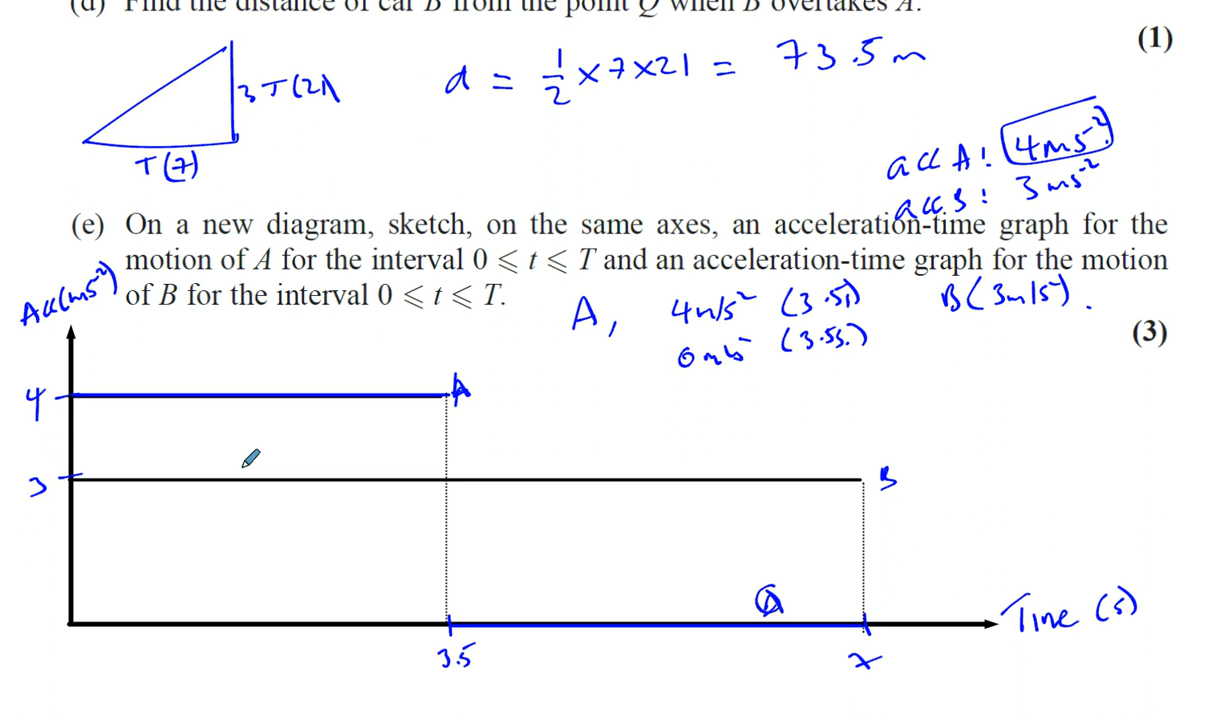 (d) Find the distance of car B from the point Q when B overtakes A.
(1)
3T(21)
T(7)
d = 1/2 × 7 × 21 = 73.5 m
acc A: 4ms⁻²
acc B: 3ms⁻²
(e) On a new diagram, sketch, on the same axes, an acceleration-time graph for the
motion of A for the interval 0 ⩽ t ⩽ T and an acceleration-time graph for the motion
of B for the interval 0 ⩽ t ⩽ T.
(3)
A, 4m/s² (3.5s) B(3m/s²).
(3.5s.)
Acc(ms⁻²)
4
A
3
B
A
Time (s)
3.5
7